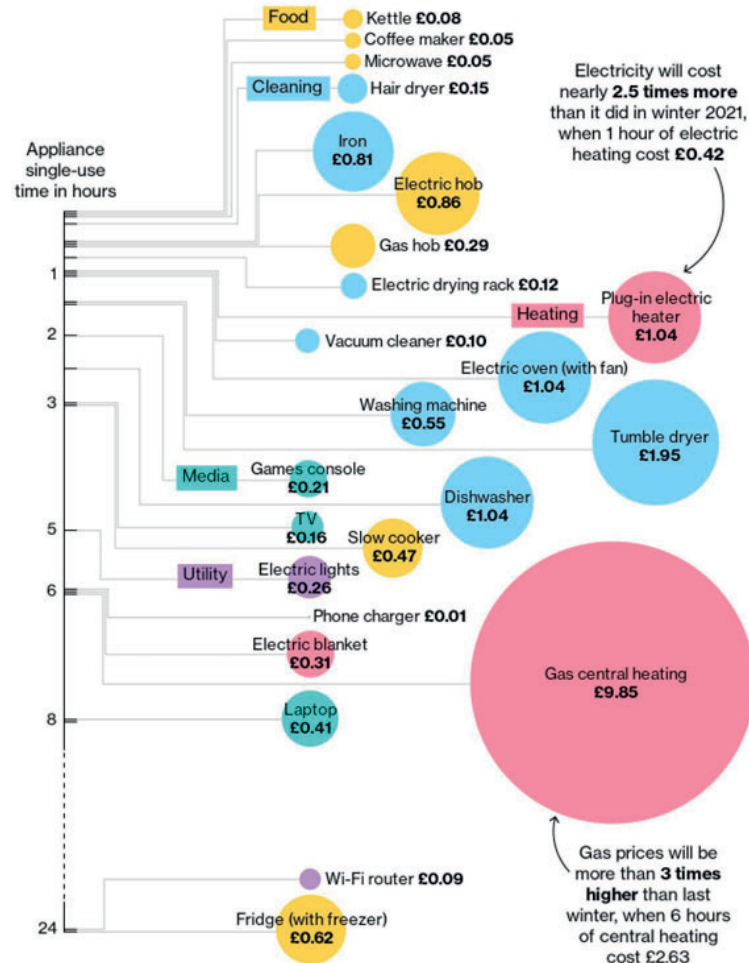 Food
Kettle £0.08
Coffee maker £0.05
Microwave £0.05
Cleaning
Hair dryer £0.15
Electricity will cost
nearly 2.5 times more
than it did in winter 2021,
when 1 hour of electric
heating cost £0.42
Appliance
single-use
time in hours
Iron
£0.81
Electric hob
£0.86
Gas hob £0.29
1
Electric drying rack £0.12
Heating
Plug-in electric
heater
£1.04
2
Vacuum cleaner £0.10
Electric oven (with fan)
£1.04
3
Washing machine
£0.55
Tumble dryer
£1.95
Media
Games console
£0.21
Dishwasher
£1.04
5
TV
£0.16
Slow cooker
£0.47
Utility
Electric lights
£0.26
6
Phone charger £0.01
Electric blanket
£0.31
Gas central heating
£9.85
8
Laptop
£0.41
Wi-Fi router £0.09
24
Fridge (with freezer)
£0.62
Gas prices will be
more than 3 times
higher than last
winter, when 6 hours
of central heating
cost £2.63